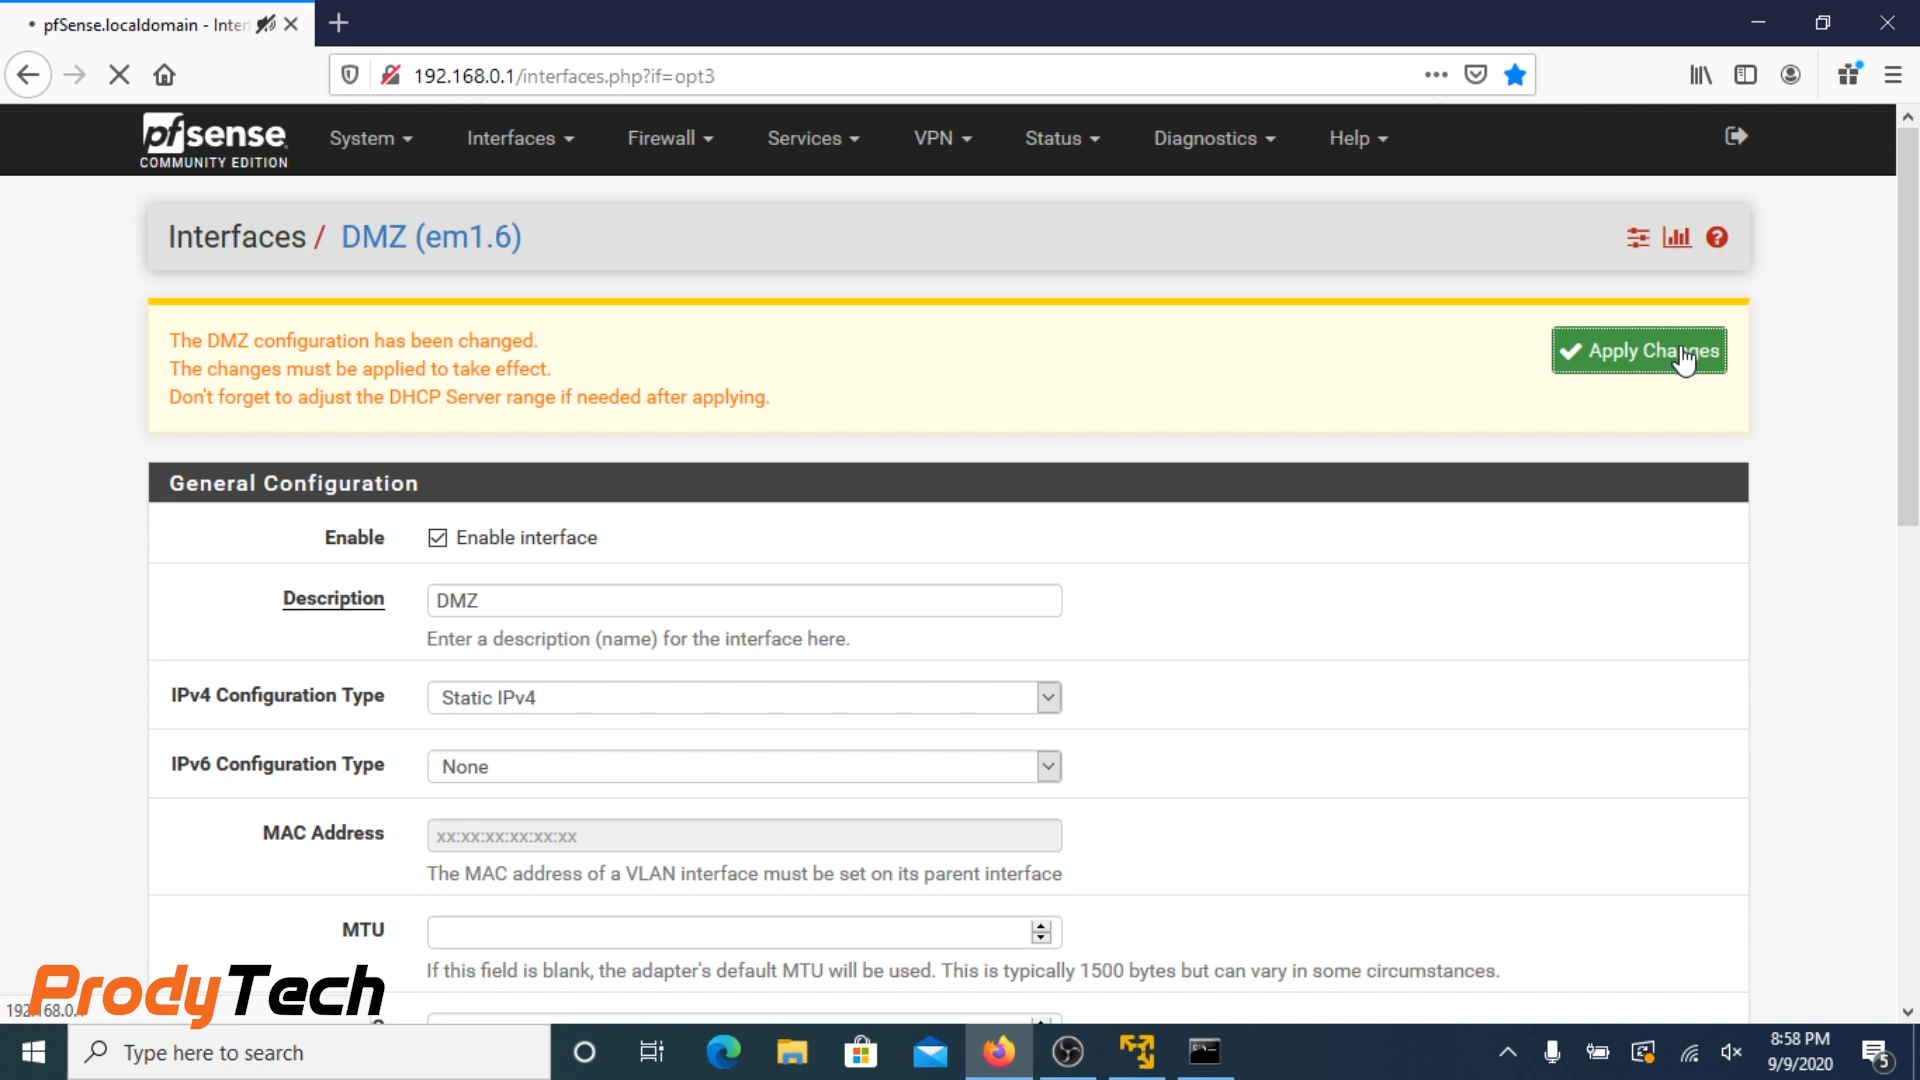 pfSense.localdomain - Inter
192.168.0.1/interfaces.php?if=opt3
pfsense
COMMUNITY EDITION
System
Interfaces
Firewall
Services
VPN
Status
Diagnostics
Help
Interfaces / DMZ (em1.6)
The DMZ configuration has been changed.
The changes must be applied to take effect.
Don't forget to adjust the DHCP Server range if needed after applying.
Apply Changes
General Configuration
Enable
Enable interface
Description
DMZ
Enter a description (name) for the interface here.
IPv4 Configuration Type
Static IPv4
IPv6 Configuration Type
None
MAC Address
xx:xx:xx:xx:xx:xx
The MAC address of a VLAN interface must be set on its parent interface
MTU
If this field is blank, the adapter's default MTU will be used. This is typically 1500 bytes but can vary in some circumstances.
ProdyTech
Type here to search
8:58 PM
9/9/2020
5